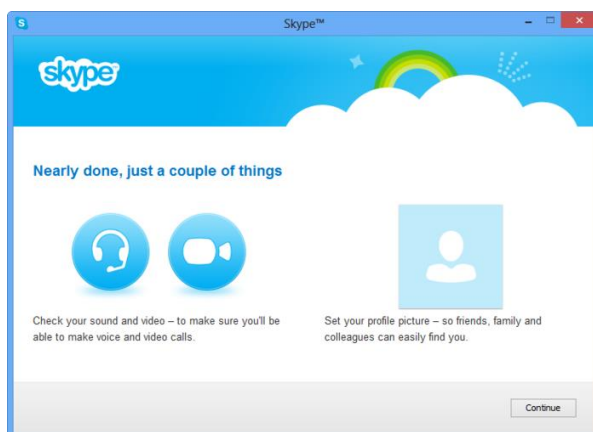 Skype™
skype
Nearly done, just a couple of things
Check your sound and video – to make sure you'll be
able to make voice and video calls.
Set your profile picture – so friends, family and
colleagues can easily find you.
Continue